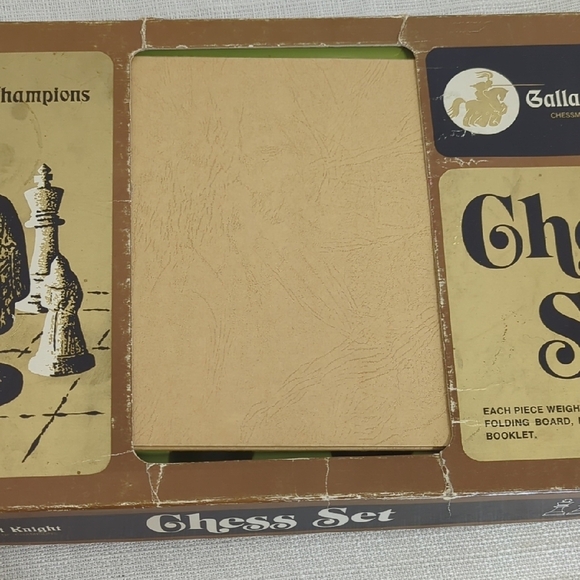 Champions
Galla
CHESSM
Che
S
EACH PIECE WEIGH
FOLDING BOARD,
BOOKLET.
Knight
Chess Set